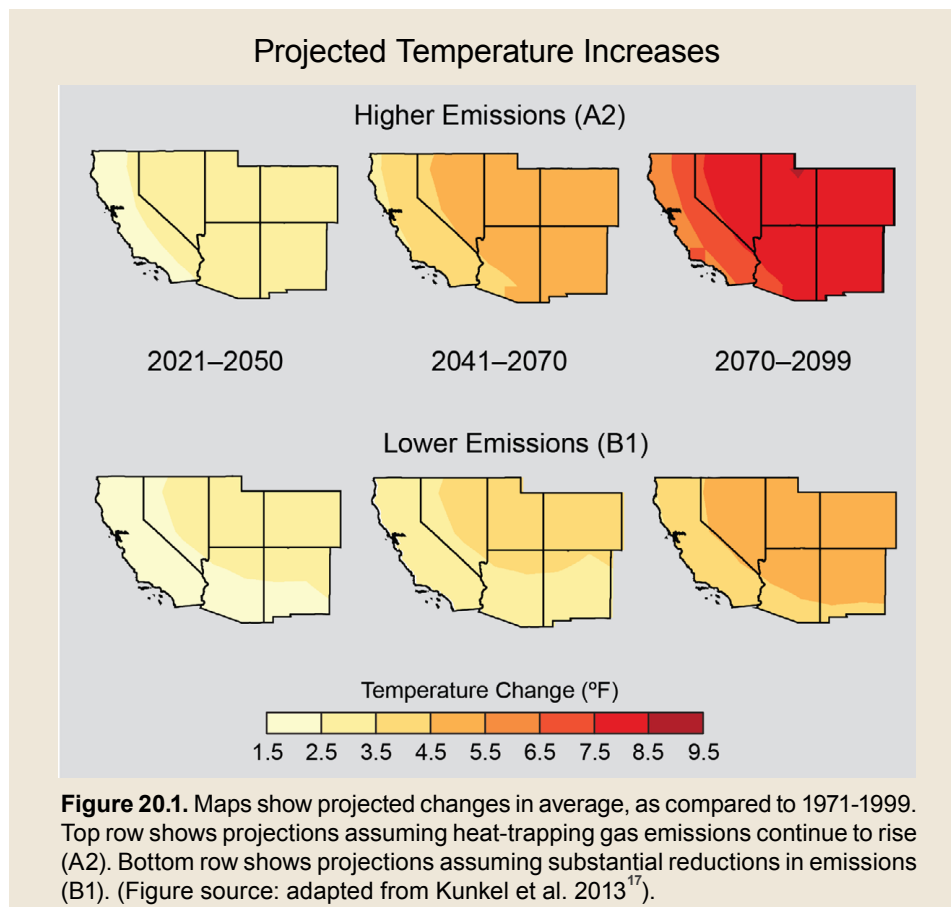 Projected Temperature Increases
Higher Emissions (A2)
2021–2050 2041–2070 2070–2099
Lower Emissions (B1)
Temperature Change (ºF)
1.5 2.5 3.5 4.5 5.5 6.5 7.5 8.5 9.5
Figure 20.1. Maps show projected changes in average, as compared to 1971-1999.
Top row shows projections assuming heat-trapping gas emissions continue to rise
(A2). Bottom row shows projections assuming substantial reductions in emissions
(B1). (Figure source: adapted from Kunkel et al. 2013¹⁷).